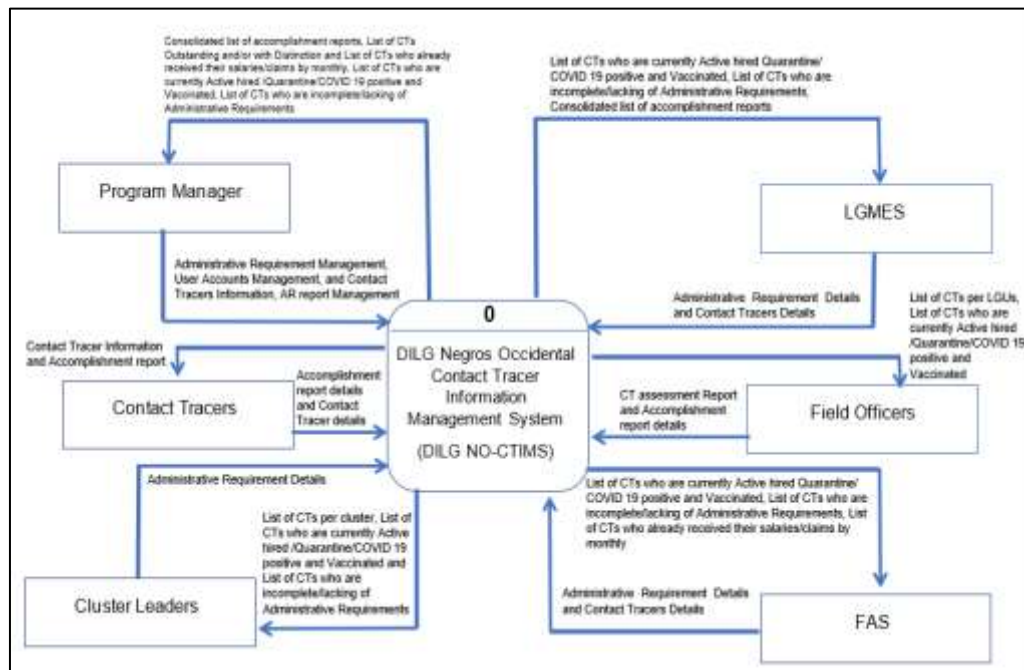 Consolidated list of accomplishment reports, List of CTs
Outstanding and/or with Distinction and List of CTs who already
received their salaries/claims by monthly, List of CTs who are
currently Active hired /Quarantine/COVID 19 positive and
Vaccinated, List of CTs who are incomplete/lacking of
Administrative Requirements
List of CTs who are currently Active hired Quarantine/
COVID 19 positive and Vaccinated, List of CTs who are
incomplete/lacking of Administrative Requirements,
Consolidated list of accomplishment reports
Program Manager
LGMES
Administrative Requirement Management,
User Accounts Management, and Contact
Tracers Information, AR report Management
Administrative Requirement Details
and Contact Tracers Details
List of CTs per LGUs,
List of CTs who are
currently Active hired
/Quarantine/COVID 19
positive and
Vaccinated
0
DILG Negros Occidental
Contact Tracer
Information
Management System
(DILG NO-CTIMS)
Contact Tracer Information
and Accomplishment report
Contact Tracers
Accomplishment
report details
and Contact
Tracer details
CT assessment Report
and Accomplishment
report details
Field Officers
Administrative Requirement Details
List of CTs per cluster, List of
CTs who are currently Active
hired /Quarantine/COVID 19
positive and Vaccinated and
List of CTs who are
incomplete/lacking of
Administrative Requirements
Cluster Leaders
List of CTs who are currently Active hired Quarantine/
COVID 19 positive and Vaccinated, List of CTs who are
incomplete/lacking of Administrative Requirements, List
of CTs who already received their salaries/claims by
monthly
Administrative Requirement Details
and Contact Tracers Details
FAS